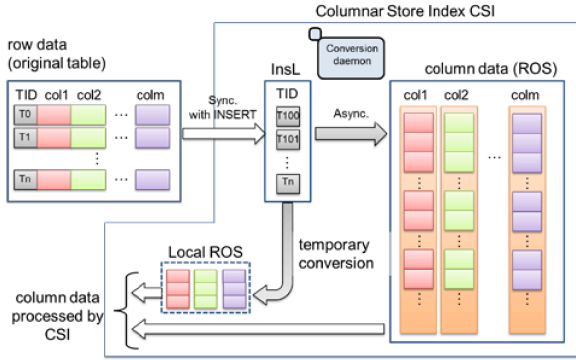 Columnar Store Index CSI
row data
(original table)
TID col1 col2 colm
T0 ...
T1 ...
⋮
Tn ...
Sync.
with INSERT
InsL
TID
T100
T101
⋮
Tn
Conversion
daemon
Async.
column data (ROS)
col1 col2 colm
...
⋮ ⋮ ⋮
⋮ ⋮ ⋮
⋮ ⋮ ⋮
temporary
conversion
Local ROS
column data
processed by
CSI